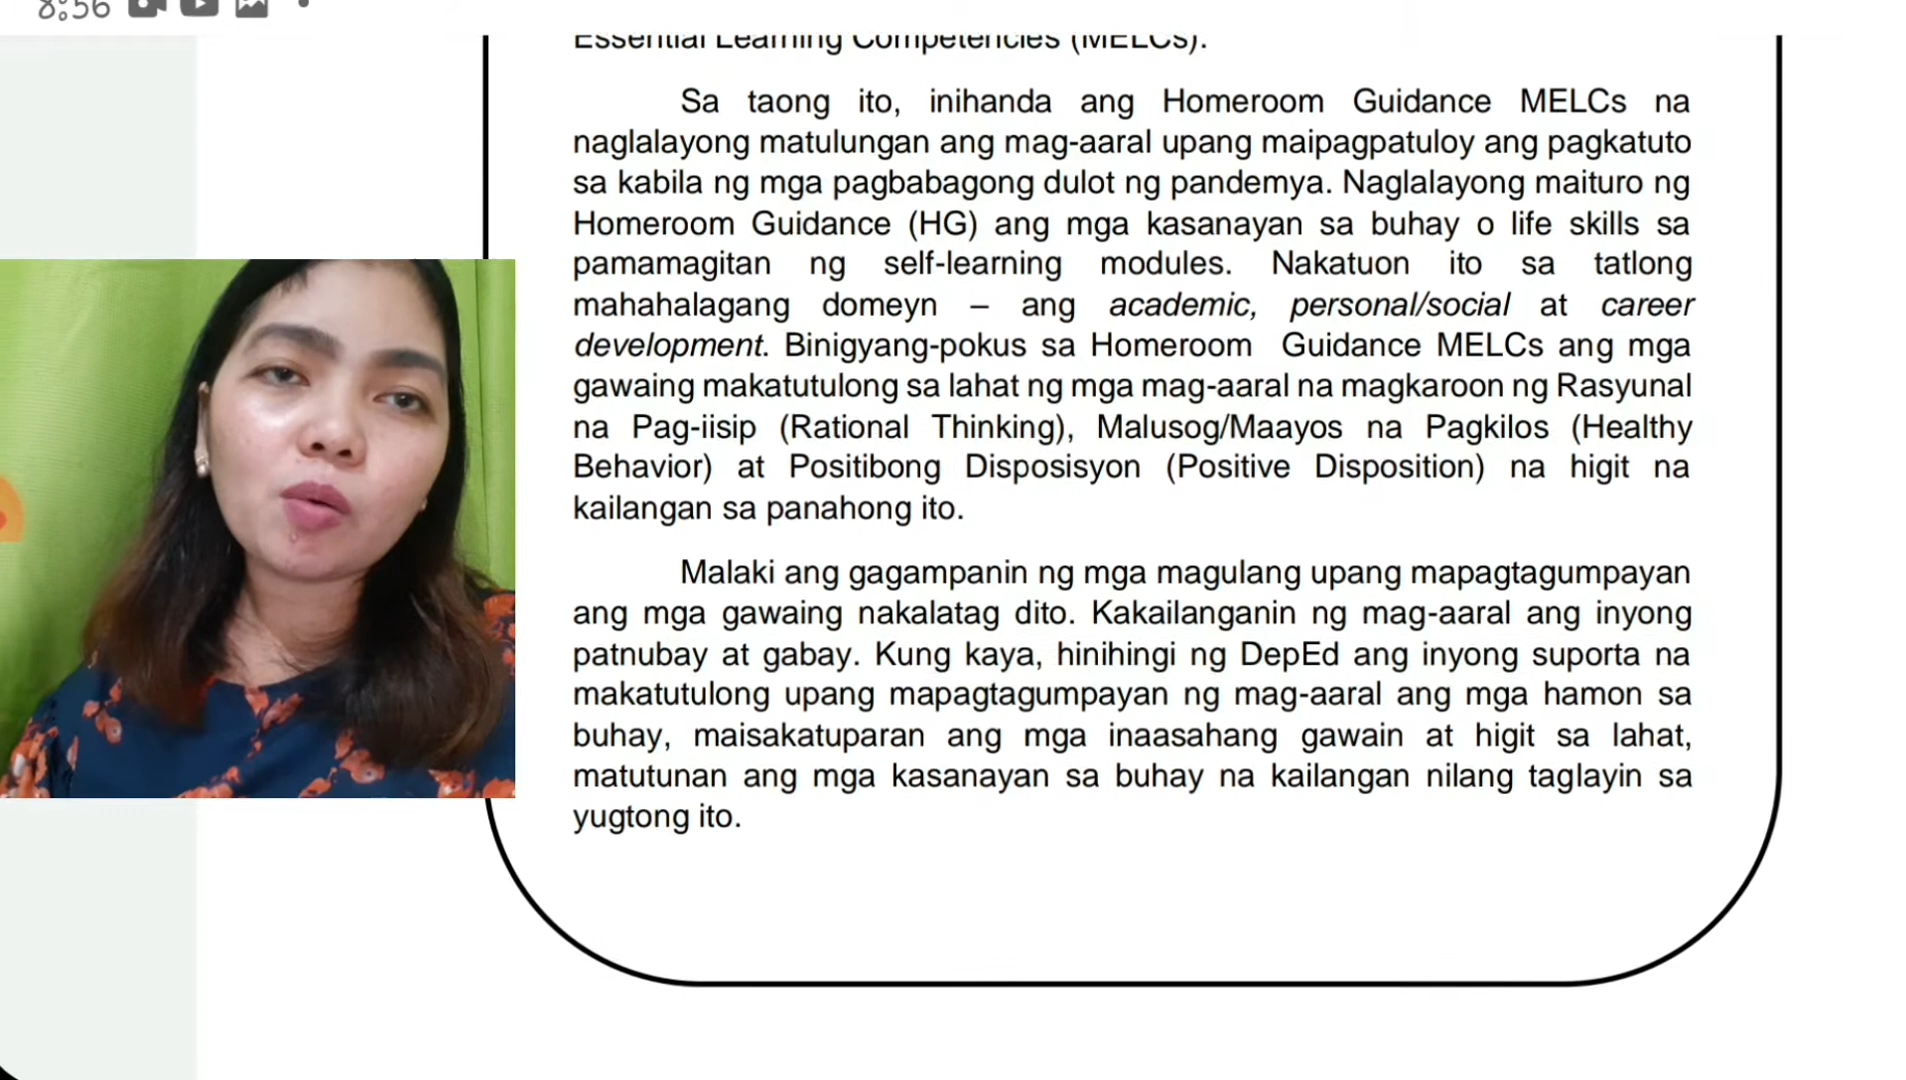 8:56
Essential Learning Competencies (MELCs).
Sa taong ito, inihanda ang Homeroom Guidance MELCs na
naglalayong matulungan ang mag-aaral upang maipagpatuloy ang pagkatuto
sa kabila ng mga pagbabagong dulot ng pandemya. Naglalayong maituro ng
Homeroom Guidance (HG) ang mga kasanayan sa buhay o life skills sa
pamamagitan ng self-learning modules. Nakatuon ito sa tatlong
mahahalagang domeyn – ang academic, personal/social at career
development. Binigyang-pokus sa Homeroom Guidance MELCs ang mga
gawaing makatutulong sa lahat ng mga mag-aaral na magkaroon ng Rasyunal
na Pag-iisip (Rational Thinking), Malusog/Maayos na Pagkilos (Healthy
Behavior) at Positibong Disposisyon (Positive Disposition) na higit na
kailangan sa panahong ito.
Malaki ang gagampanin ng mga magulang upang mapagtagumpayan
ang mga gawaing nakalatag dito. Kakailanganin ng mag-aaral ang inyong
patnubay at gabay. Kung kaya, hinihingi ng DepEd ang inyong suporta na
makatutulong upang mapagtagumpayan ng mag-aaral ang mga hamon sa
buhay, maisakatuparan ang mga inaasahang gawain at higit sa lahat,
matutunan ang mga kasanayan sa buhay na kailangan nilang taglayin sa
yugtong ito.